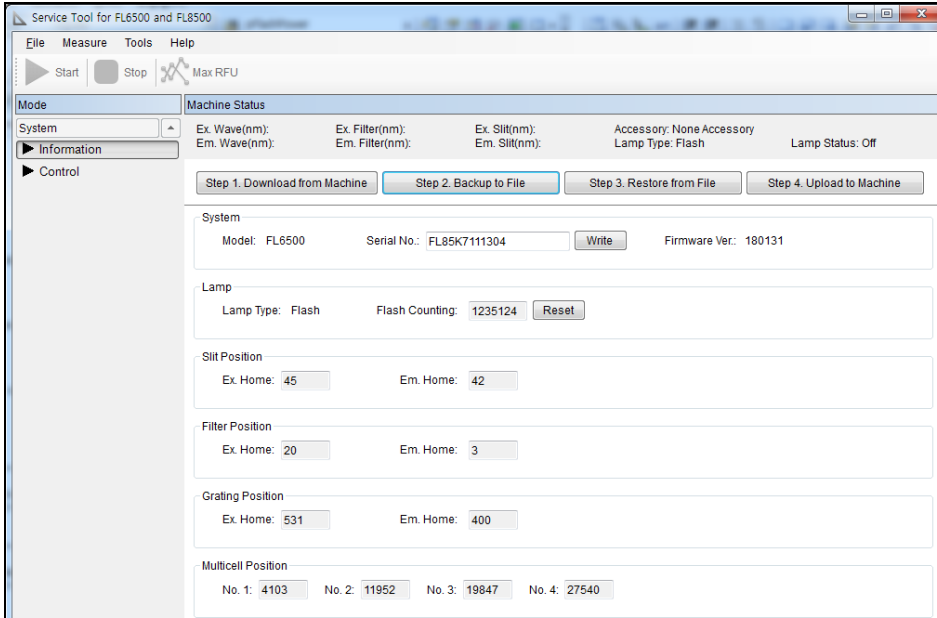 Service Tool for FL6500 and FL8500
File Measure Tools Help
Start Stop Max RFU
Mode
System
Information
Control
Machine Status
Ex. Wave(nm): Ex. Filter(nm): Ex. Slit(nm): Accessory: None Accessory
Em. Wave(nm): Em. Filter(nm): Em. Slit(nm): Lamp Type: Flash Lamp Status: Off
Step 1. Download from Machine Step 2. Backup to File Step 3. Restore from File Step 4. Upload to Machine
System
Model: FL6500 Serial No.: FL85K7111304 Write Firmware Ver.: 180131
Lamp
Lamp Type: Flash Flash Counting: 1235124 Reset
Slit Position
Ex. Home: 45 Em. Home: 42
Filter Position
Ex. Home: 20 Em. Home: 3
Grating Position
Ex. Home: 531 Em. Home: 400
Multicell Position
No. 1: 4103 No. 2: 11952 No. 3: 19847 No. 4: 27540